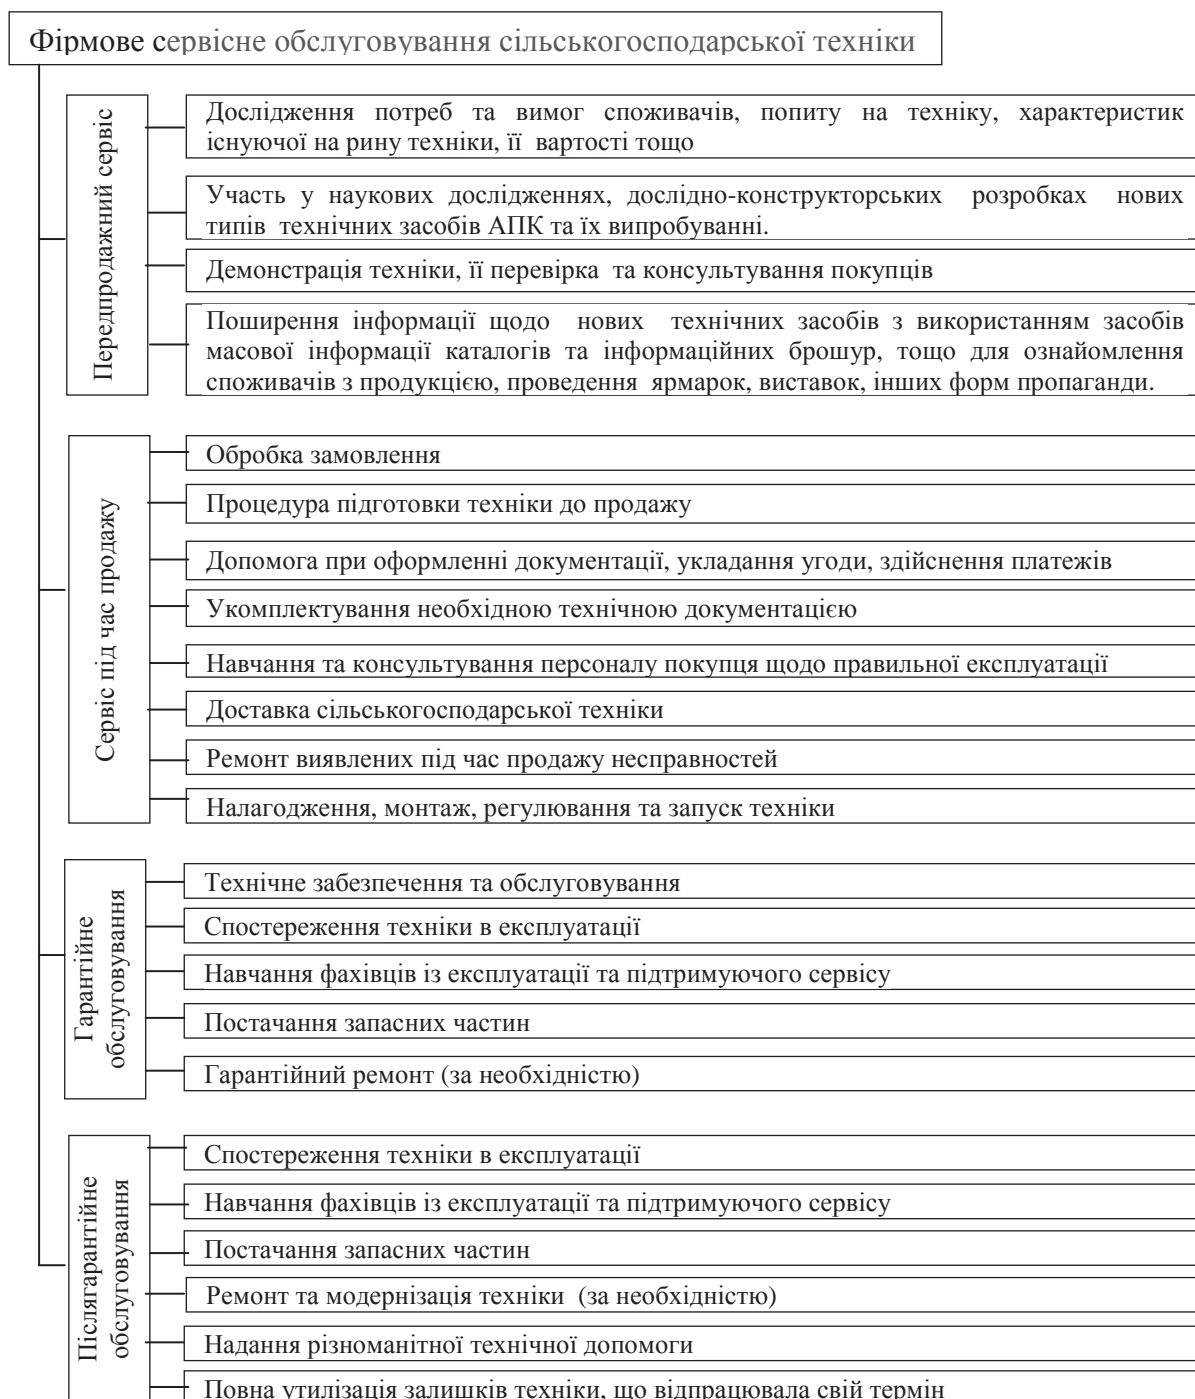 Фірмове сервісне обслуговування сільськогосподарської техніки
Передпродажний сервіс
Дослідження потреб та вимог споживачів, попиту на техніку, характеристик
існуючої на рину техніки, її вартості тощо
Участь у наукових дослідженнях, дослідно-конструкторських розробках нових
типів технічних засобів АПК та їх випробуванні.
Демонстрація техніки, її перевірка та консультування покупців
Поширення інформації щодо нових технічних засобів з використанням засобів
масової інформації каталогів та інформаційних брошур, тощо для ознайомлення
споживачів з продукцією, проведення ярмарок, виставок, інших форм пропаганди.
Сервіс під час продажу
Обробка замовлення
Процедура підготовки техніки до продажу
Допомога при оформленні документації, укладання угоди, здійснення платежів
Укомплектування необхідною технічною документацією
Навчання та консультування персоналу покупця щодо правильної експлуатації
Доставка сільськогосподарської техніки
Ремонт виявлених під час продажу несправностей
Налагодження, монтаж, регулювання та запуск техніки
Гарантійне
обслуговування
Технічне забезпечення та обслуговування
Спостереження техніки в експлуатації
Навчання фахівців із експлуатації та підтримуючого сервісу
Постачання запасних частин
Гарантійний ремонт (за необхідністю)
Післягарантійне
обслуговування
Спостереження техніки в експлуатації
Навчання фахівців із експлуатації та підтримуючого сервісу
Постачання запасних частин
Ремонт та модернізація техніки (за необхідністю)
Надання різноманітної технічної допомоги
Повна утилізація залишків техніки, що відпрацювала свій термін